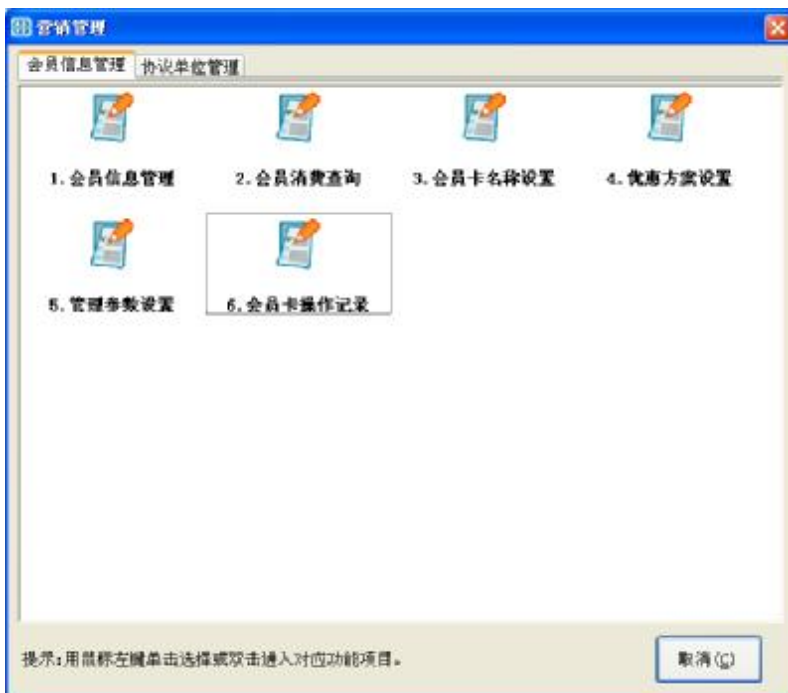 营销管理
会员信息管理 协议单位管理
1.会员信息管理 2.会员消费查询 3.会员卡名称设置 4.优惠方案设置
5.管理参数设置 6.会员卡操作记录
提示:用鼠标左键单击选择或双击进入对应功能项目。 取消(C)